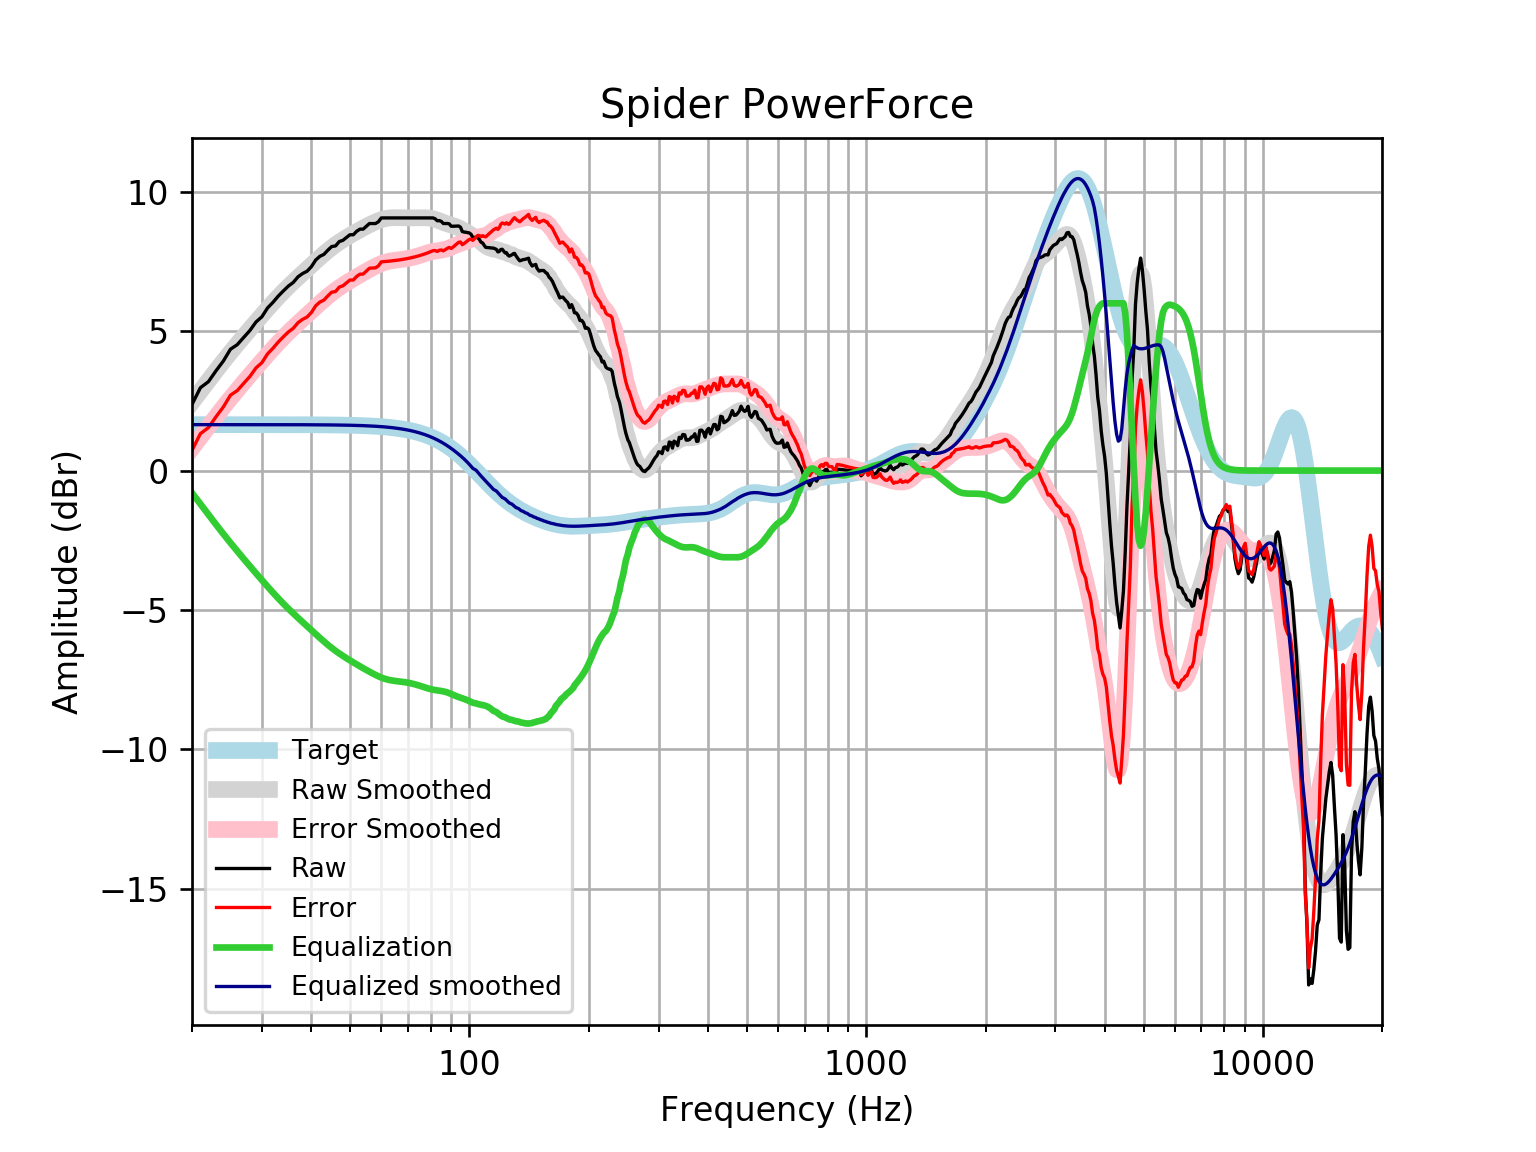 Spider PowerForce
Amplitude (dBr)
10
5
0
−5
−10
−15
Target
Raw Smoothed
Error Smoothed
Raw
Error
Equalization
Equalized smoothed
100
1000
10000
Frequency (Hz)